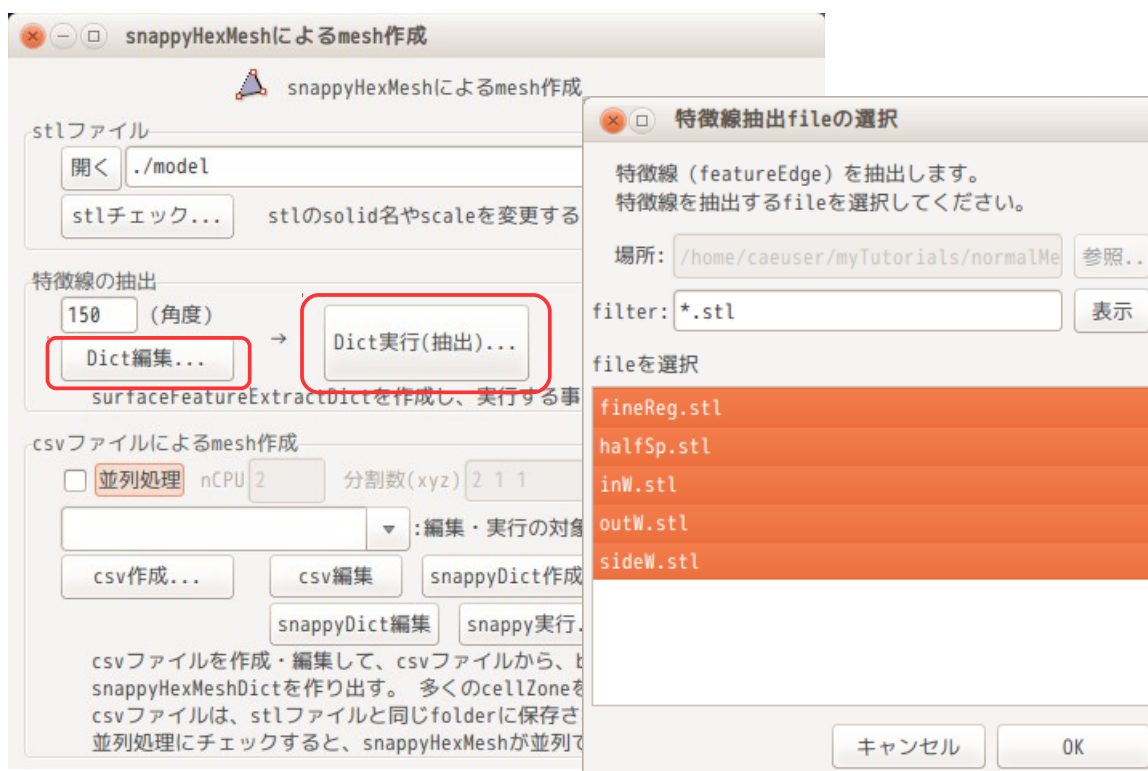 snappyHexMeshによるmesh作成
snappyHexMeshによるmesh作成
stlファイル
開く ./model
stlチェック... stlのsolid名やscaleを変更する
特徴線の抽出
150 (角度)
→
Dict編集...
Dict実行(抽出)...
surfaceFeatureExtractDictを作成し、実行する事
csvファイルによるmesh作成
並列処理 nCPU 2 分割数(xyz) 2 1 1
:編集・実行の対象
csv作成... csv編集 snappyDict作成
snappyDict編集 snappy実行.
csvファイルを作成・編集して、csvファイルから、
snappyHexMeshDictを作り出す。 多くのcellZoneを
csvファイルは、stlファイルと同じfolderに保存さ
並列処理にチェックすると、snappyHexMeshが並列で
特徴線抽出fileの選択
特徴線（featureEdge）を抽出します。
特徴線を抽出するfileを選択してください。
場所: /home/caeuser/myTutorials/normalMe 参照..
filter: *.stl 表示
fileを選択
fineReg.stl
halfSp.stl
inW.stl
outW.stl
sideW.stl
キャンセル OK